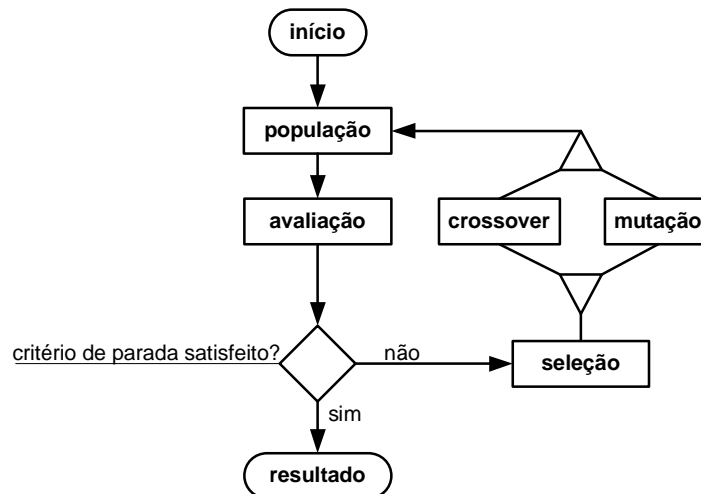 início
população
avaliação
crossover
mutação
critério de parada satisfeito?
não
seleção
sim
resultado